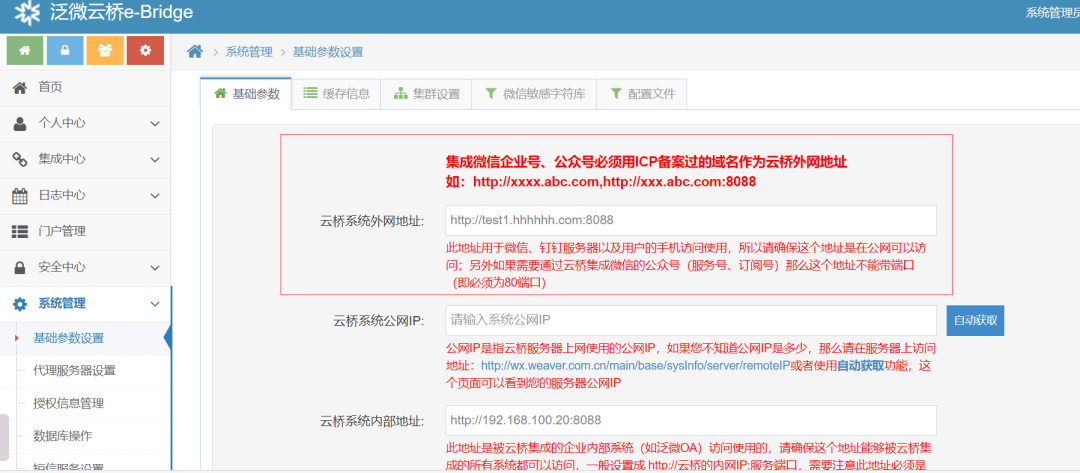 泛微云桥e-Bridge
系统管理员
系统管理 > 基础参数设置
首页
个人中心
集成中心
日志中心
门户管理
安全中心
系统管理
基础参数设置
代理服务器设置
授权信息管理
数据库操作
短信服务设置
基础参数 缓存信息 集群设置 微信敏感字符库 配置文件
集成微信企业号、公众号必须用ICP备案过的域名作为云桥外网地址
如：http://xxxx.abc.com,http://xxx.abc.com:8088
云桥系统外网地址: http://test1.hhhhhh.com:8088
此地址用于微信、钉钉服务器以及用户的手机访问使用，所以请确保这个地址是在公网可以访
问；另外如果需要通过云桥集成微信的公众号（服务号、订阅号）那么这个地址不能带端口
（即必须为80端口）
云桥系统公网IP: 请输入系统公网IP 自动获取
公网IP是指云桥服务器上网使用的公网IP，如果您不知道公网IP是多少，那么请在服务器上访问
地址：http://wx.weaver.com.cn/main/base/sysInfo/server/remoteIP或者使用自动获取功能，这
个页面可以看到您的服务器公网IP
云桥系统内部地址: http://192.168.100.20:8088
此地址是被云桥集成的企业内部系统（如泛微OA）访问使用的，请确保这个地址能够被云桥集
成的所有系统都可以访问，一般设置成 http://云桥的内网IP:服务端口，需要注意此地址必须是